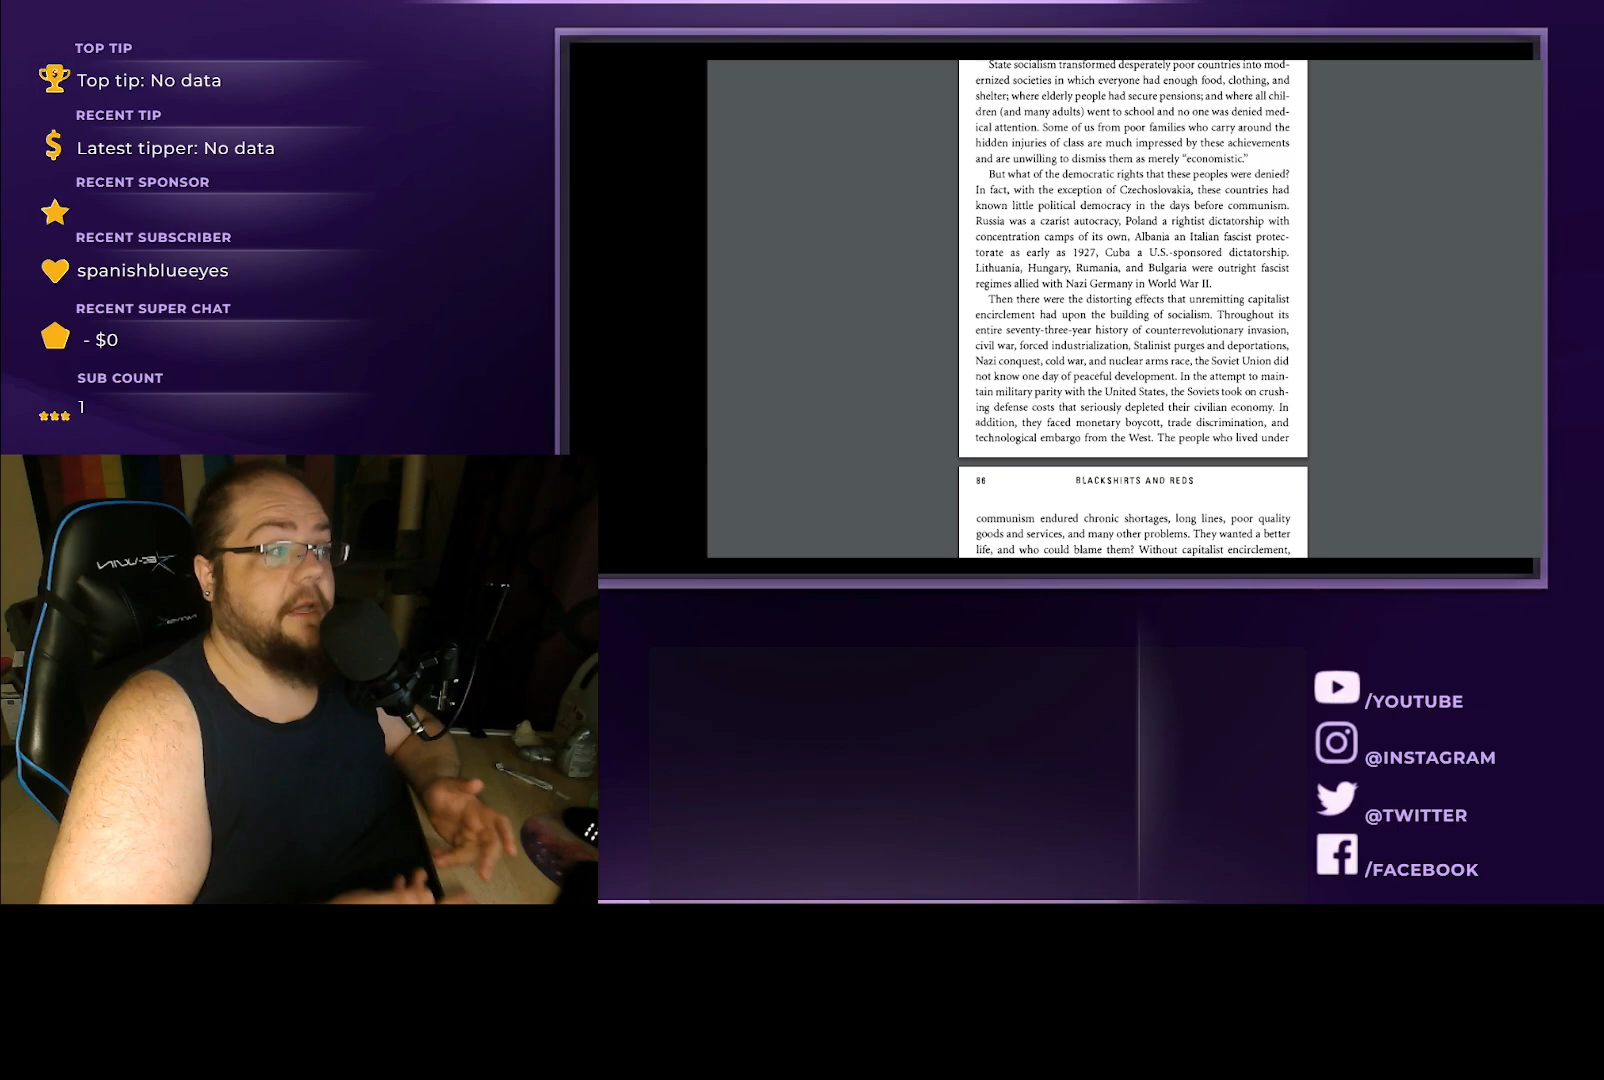 TOP TIP
Top tip: No data
RECENT TIP
Latest tipper: No data
RECENT SPONSOR
RECENT SUBSCRIBER
spanishblueeyes
RECENT SUPER CHAT
- $0
SUB COUNT
1
State socialism transformed desperately poor countries into mod-
ernized societies in which everyone had enough food, clothing, and
shelter; where elderly people had secure pensions; and where all chil-
dren (and many adults) went to school and no one was denied med-
ical attention. Some of us from poor families who carry around the
hidden injuries of class are much impressed by these achievements
and are unwilling to dismiss them as merely “economistic.”
But what of the democratic rights that these peoples were denied?
In fact, with the exception of Czechoslovakia, these countries had
known little political democracy in the days before communism.
Russia was a czarist autocracy, Poland a rightist dictatorship with
concentration camps of its own, Albania an Italian fascist protec-
torate as early as 1927, Cuba a U.S.-sponsored dictatorship.
Lithuania, Hungary, Rumania, and Bulgaria were outright fascist
regimes allied with Nazi Germany in World War II.
Then there were the distorting effects that unremitting capitalist
encirclement had upon the building of socialism. Throughout its
entire seventy-three-year history of counterrevolutionary invasion,
civil war, forced industrialization, Stalinist purges and deportations,
Nazi conquest, cold war, and nuclear arms race, the Soviet Union did
not know one day of peaceful development. In the attempt to main-
tain military parity with the United States, the Soviets took on crush-
ing defense costs that seriously depleted their civilian economy. In
addition, they faced monetary boycott, trade discrimination, and
technological embargo from the West. The people who lived under
86 BLACKSHIRTS AND REDS
communism endured chronic shortages, long lines, poor quality
goods and services, and many other problems. They wanted a better
life, and who could blame them? Without capitalist encirclement,
/YOUTUBE
@INSTAGRAM
@TWITTER
/FACEBOOK